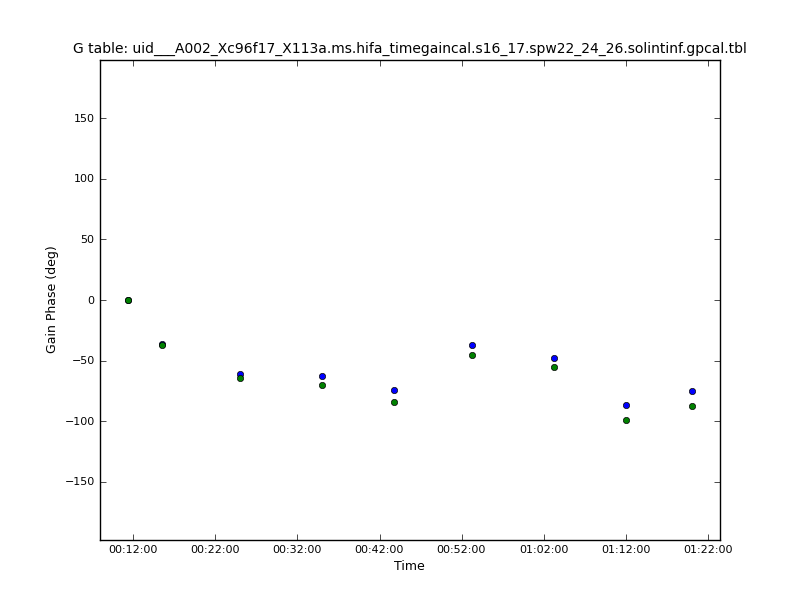 G table: uid___A002_Xc96f17_X113a.ms.hifa_timegaincal.s16_17.spw22_24_26.solintinf.gpcal.tbl
150
100
50
0
−50
−100
−150
Gain Phase (deg)
00:12:00 00:22:00 00:32:00 00:42:00 00:52:00 01:02:00 01:12:00 01:22:00
Time